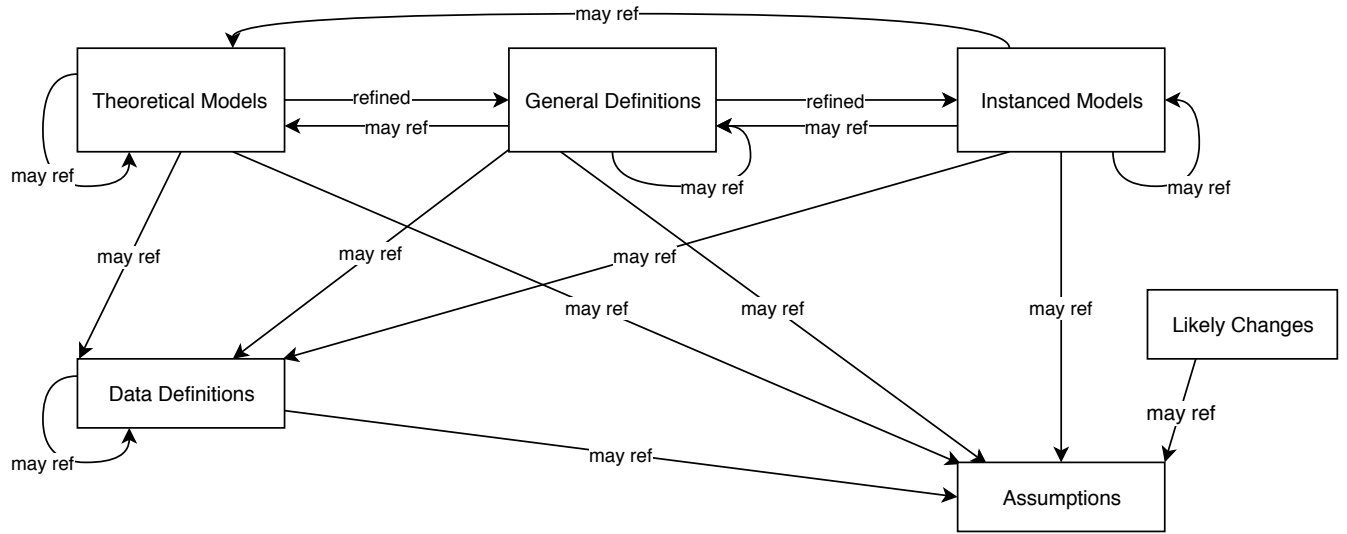 may ref
Theoretical Models
refined
General Definitions
refined
Instanced Models
may ref
may ref
may ref
may ref
may ref
may ref
may ref
may ref
may ref
may ref
may ref
may ref
Likely Changes
Data Definitions
may ref
may ref
may ref
Assumptions